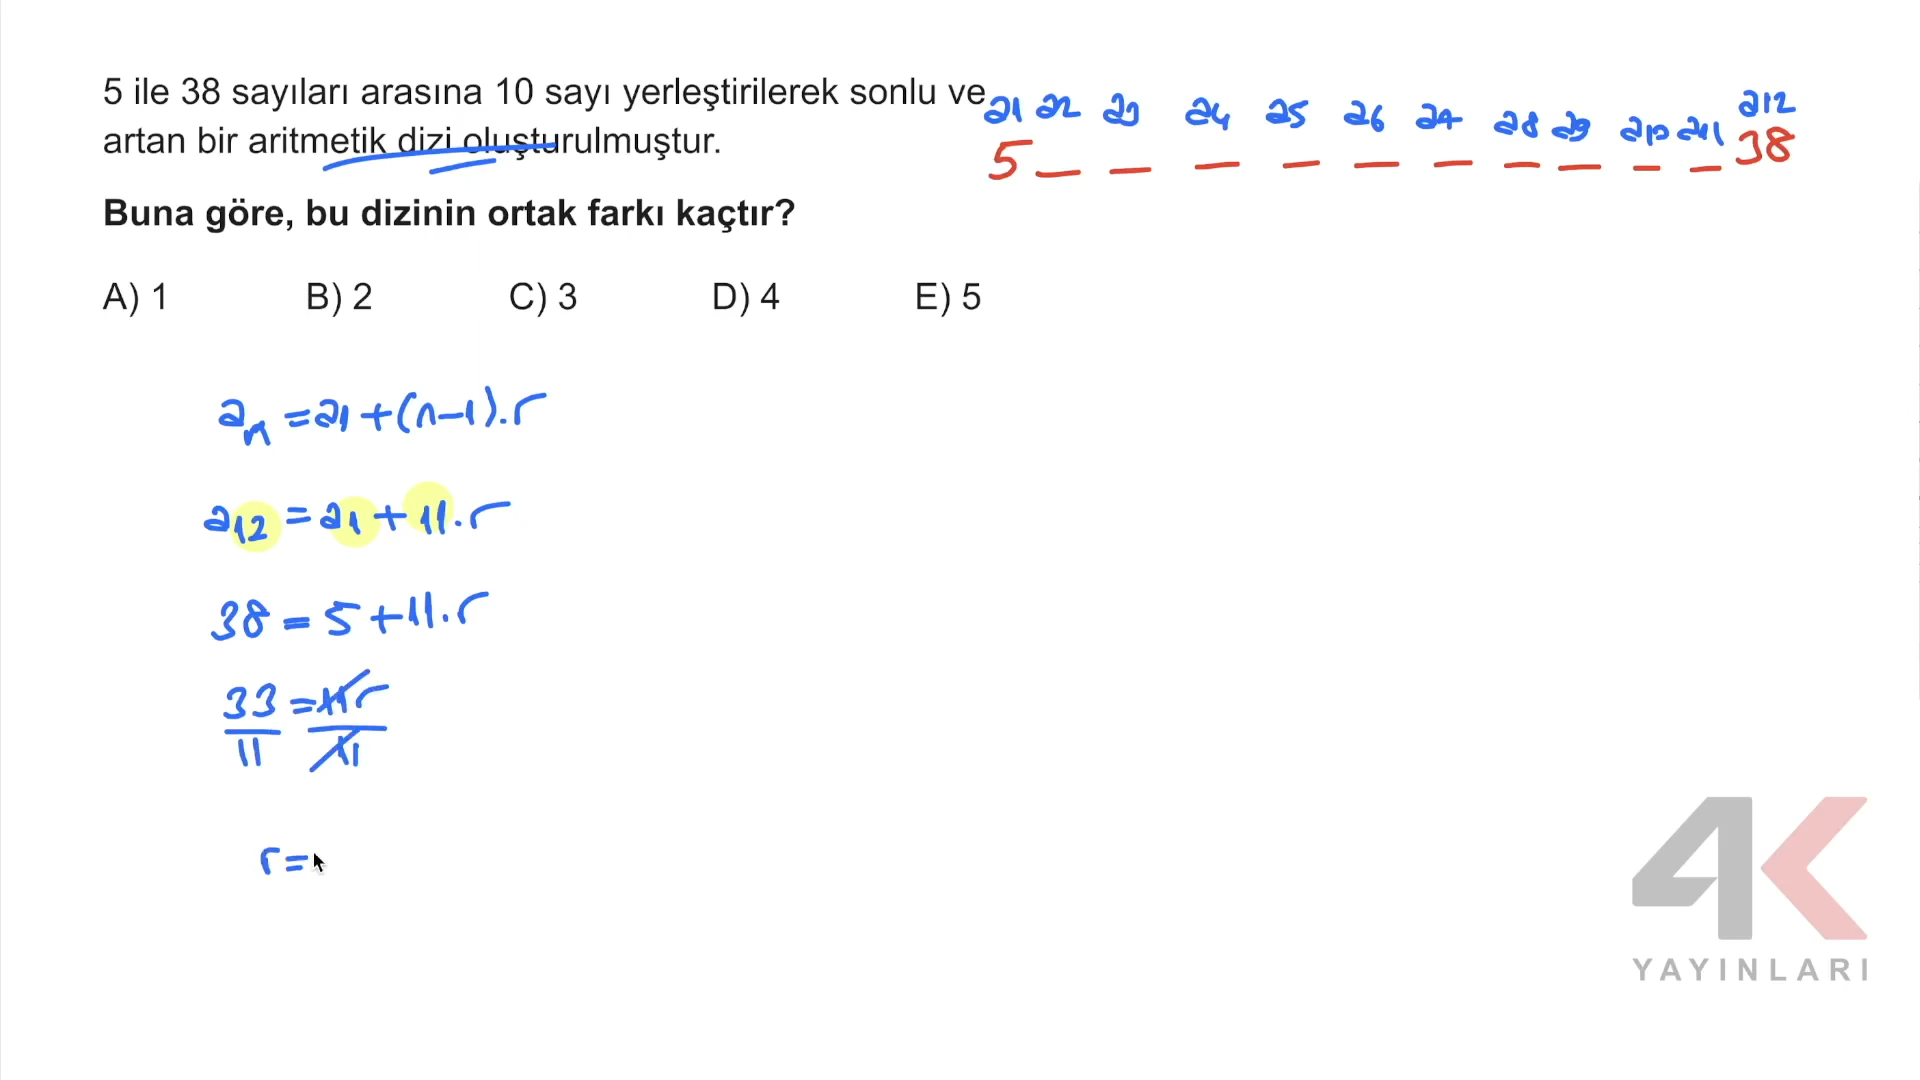 5 ile 38 sayıları arasına 10 sayı yerleştirilerek sonlu ve
artan bir aritmetik dizi oluşturulmuştur.
a1 a2 a3 a4 a5 a6 a7 a8 a9 a10 a11 a12
5 _ _ _ _ _ _ _ _ _ _ 38
Buna göre, bu dizinin ortak farkı kaçtır?
A) 1 B) 2 C) 3 D) 4 E) 5
an = a1 + (n-1).r
a12 = a1 + 11.r
38 = 5 + 11.r
33 = 11r
11 11
r =
4K
YAYINLARI